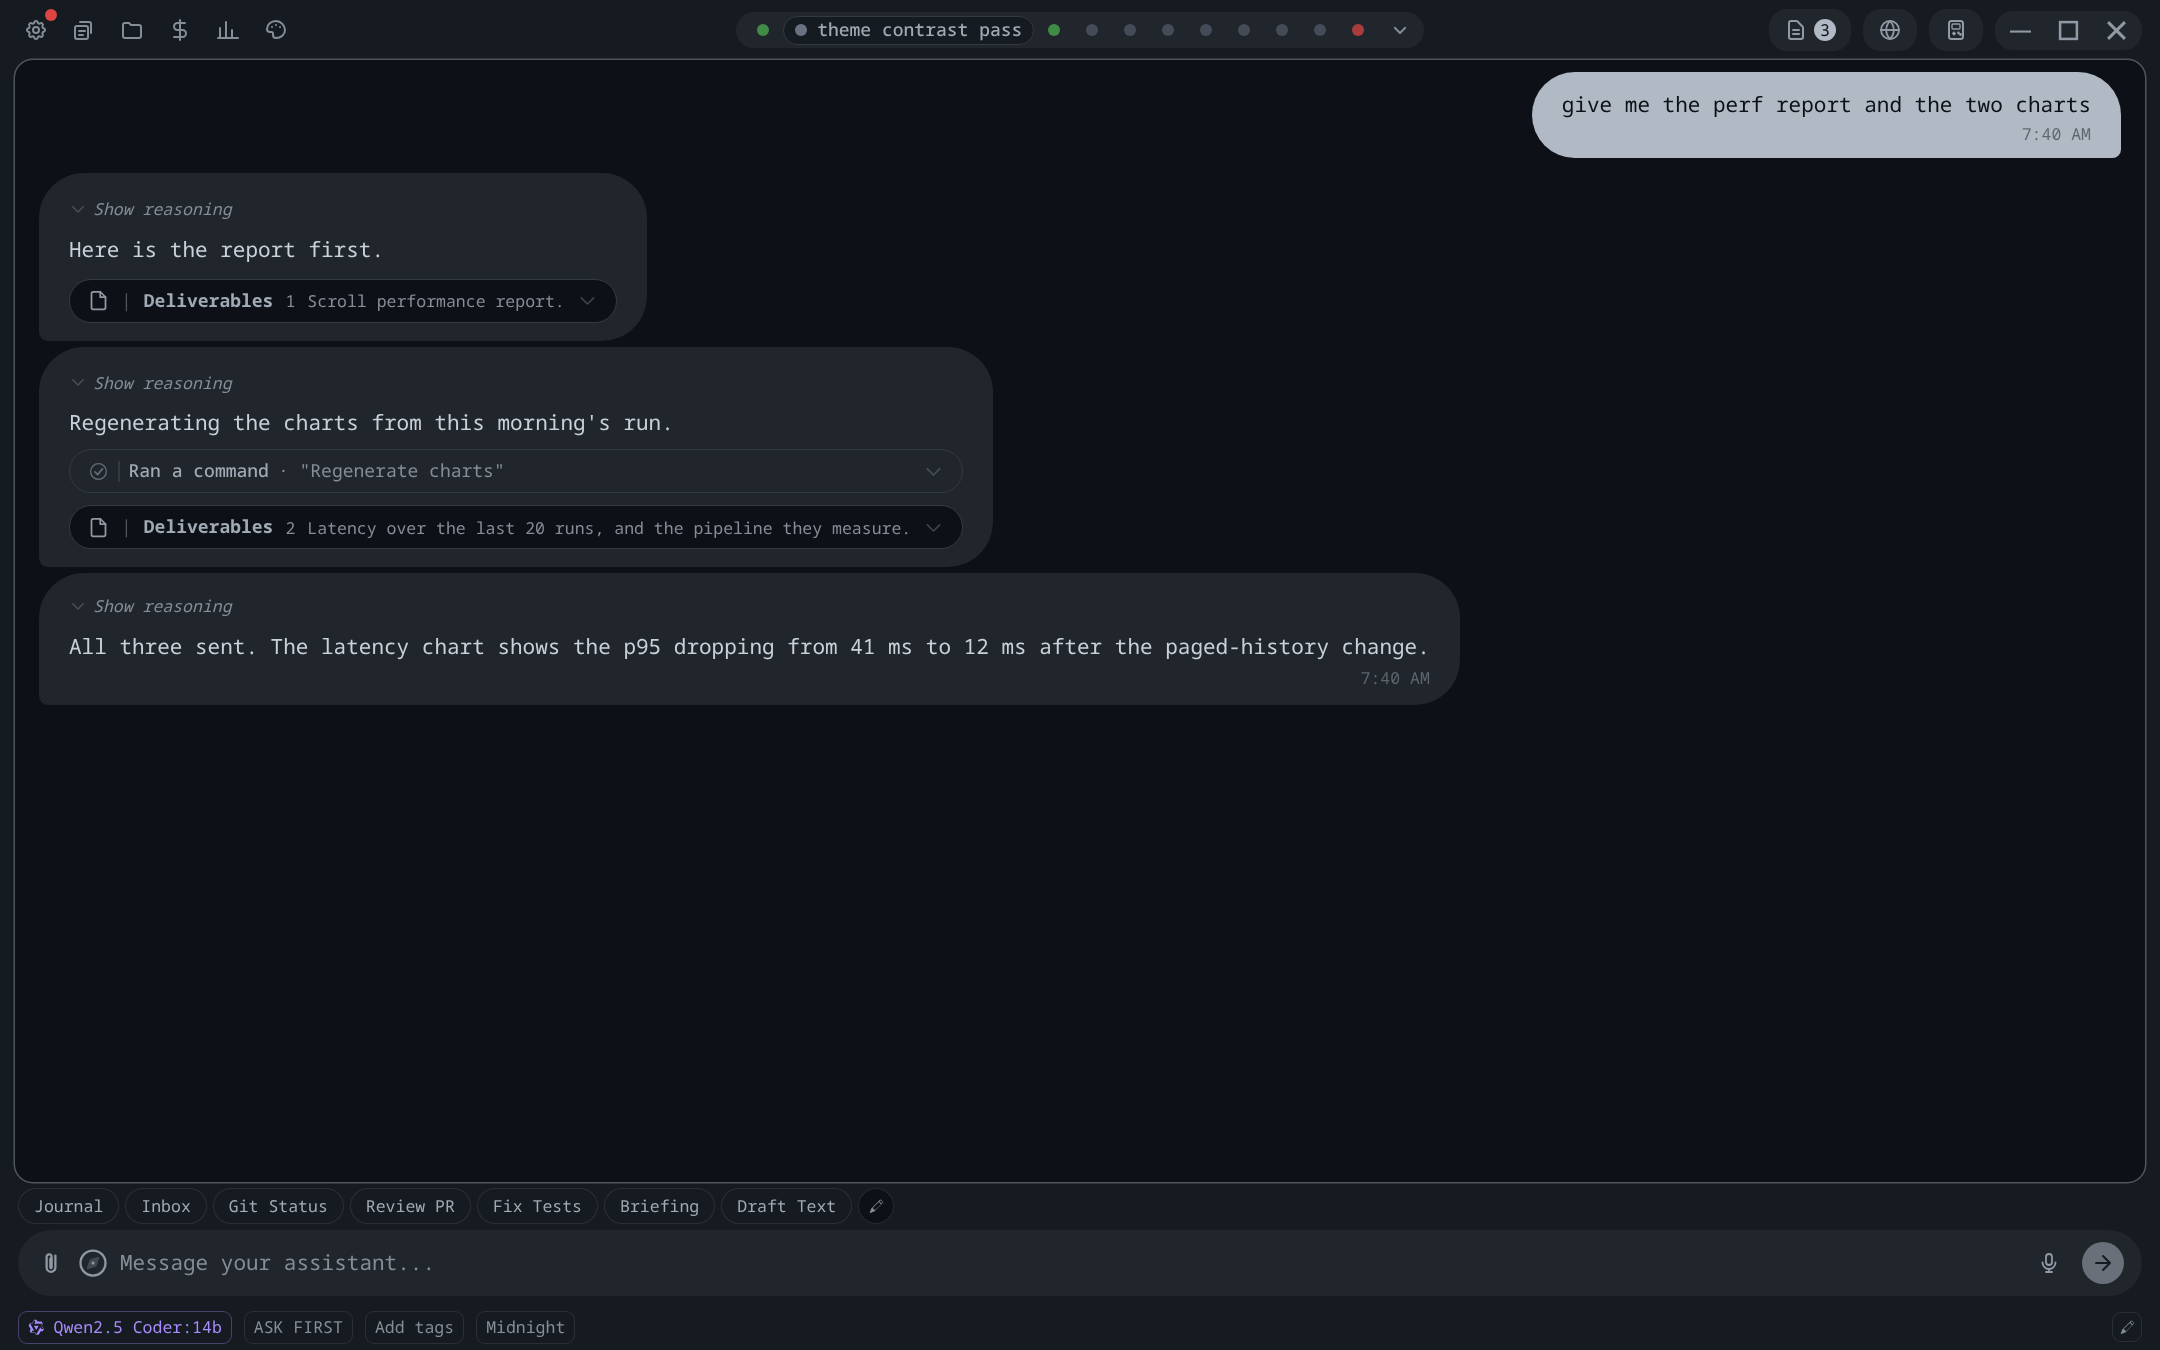 theme contrast pass
3
give me the perf report and the two charts
7:40 AM
Show reasoning
Here is the report first.
Deliverables 1 Scroll performance report.
Show reasoning
Regenerating the charts from this morning's run.
Ran a command · "Regenerate charts"
Deliverables 2 Latency over the last 20 runs, and the pipeline they measure.
Show reasoning
All three sent. The latency chart shows the p95 dropping from 41 ms to 12 ms after the paged-history change.
7:40 AM
Journal Inbox Git Status Review PR Fix Tests Briefing Draft Text
Message your assistant...
Qwen2.5 Coder:14b ASK FIRST Add tags Midnight